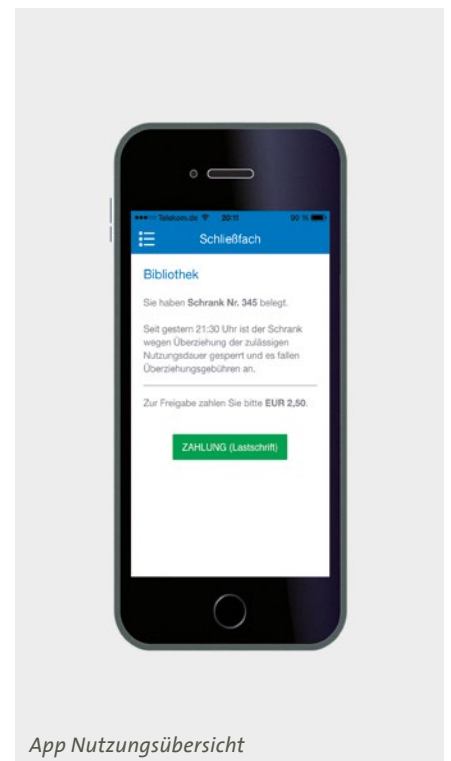 Telekom.de 20:11 90 %
Schließfach
Bibliothek
Sie haben Schrank Nr. 345 belegt.
Seit gestern 21:30 Uhr ist der Schrank
wegen Überziehung der zulässigen
Nutzungsdauer gesperrt und es fallen
Überziehungsgebühren an.
Zur Freigabe zahlen Sie bitte EUR 2,50.
ZAHLUNG (Lastschrift)
App Nutzungsübersicht